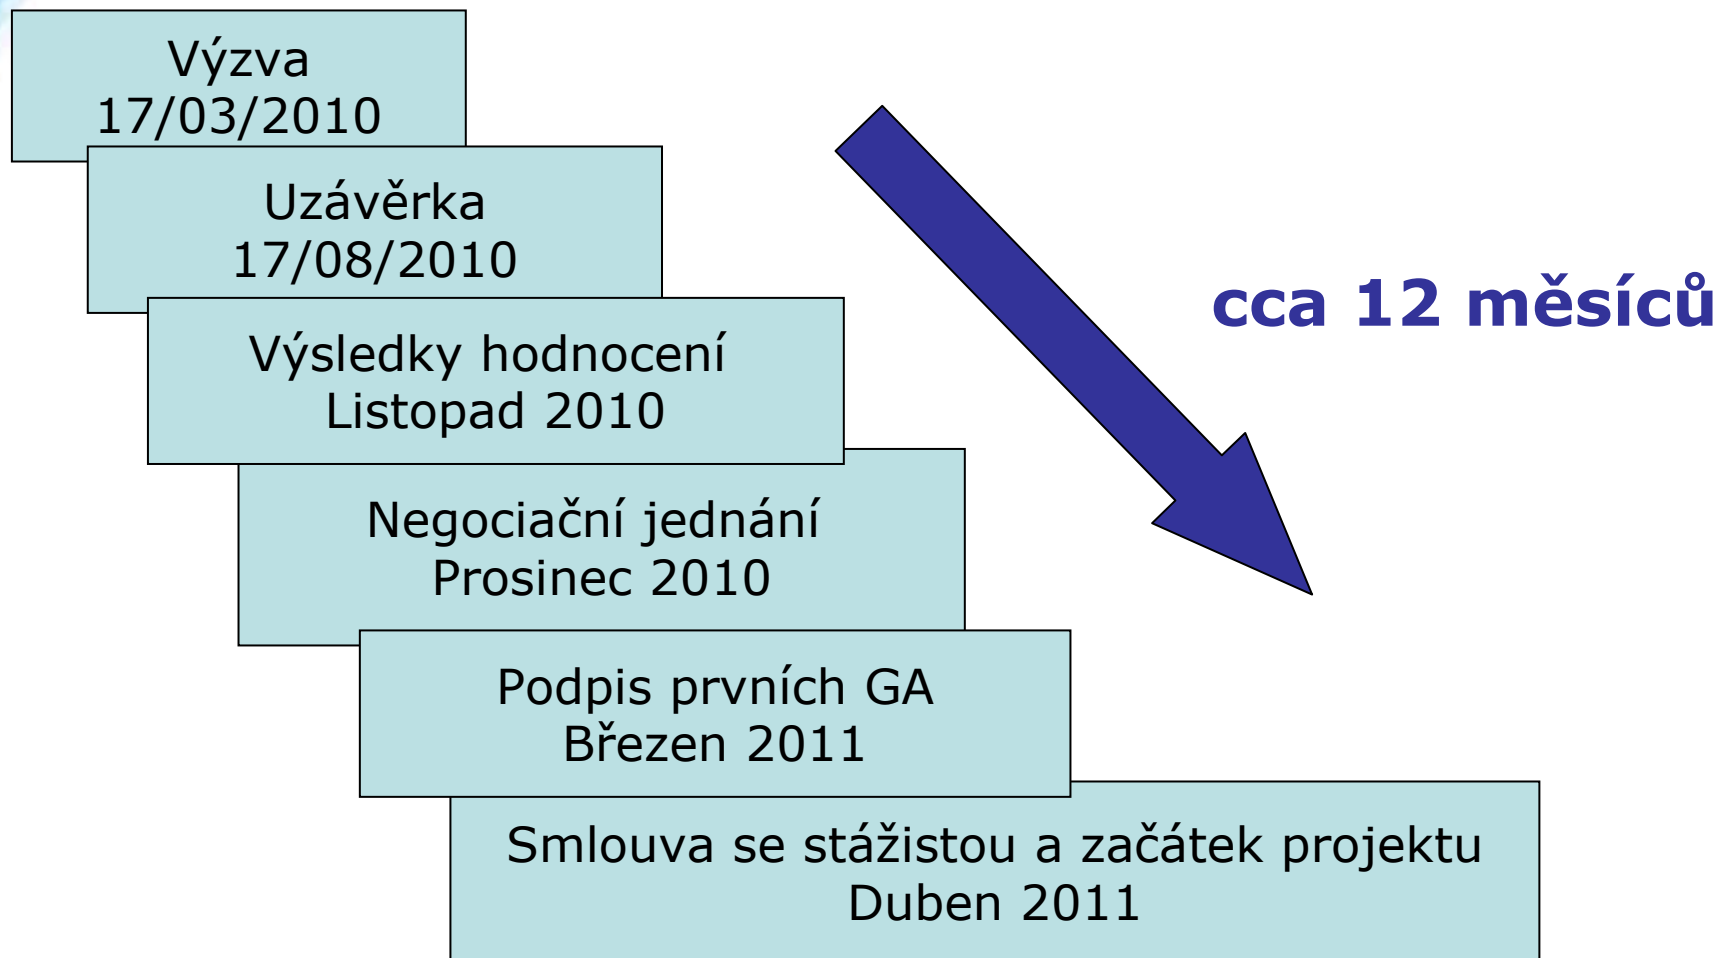 Výzva
17/03/2010
Uzávěrka
17/08/2010
cca 12 měsíců
Výsledky hodnocení
Listopad 2010
Negociační jednání
Prosinec 2010
Podpis prvních GA
Březen 2011
Smlouva se stážistou a začátek projektu
Duben 2011